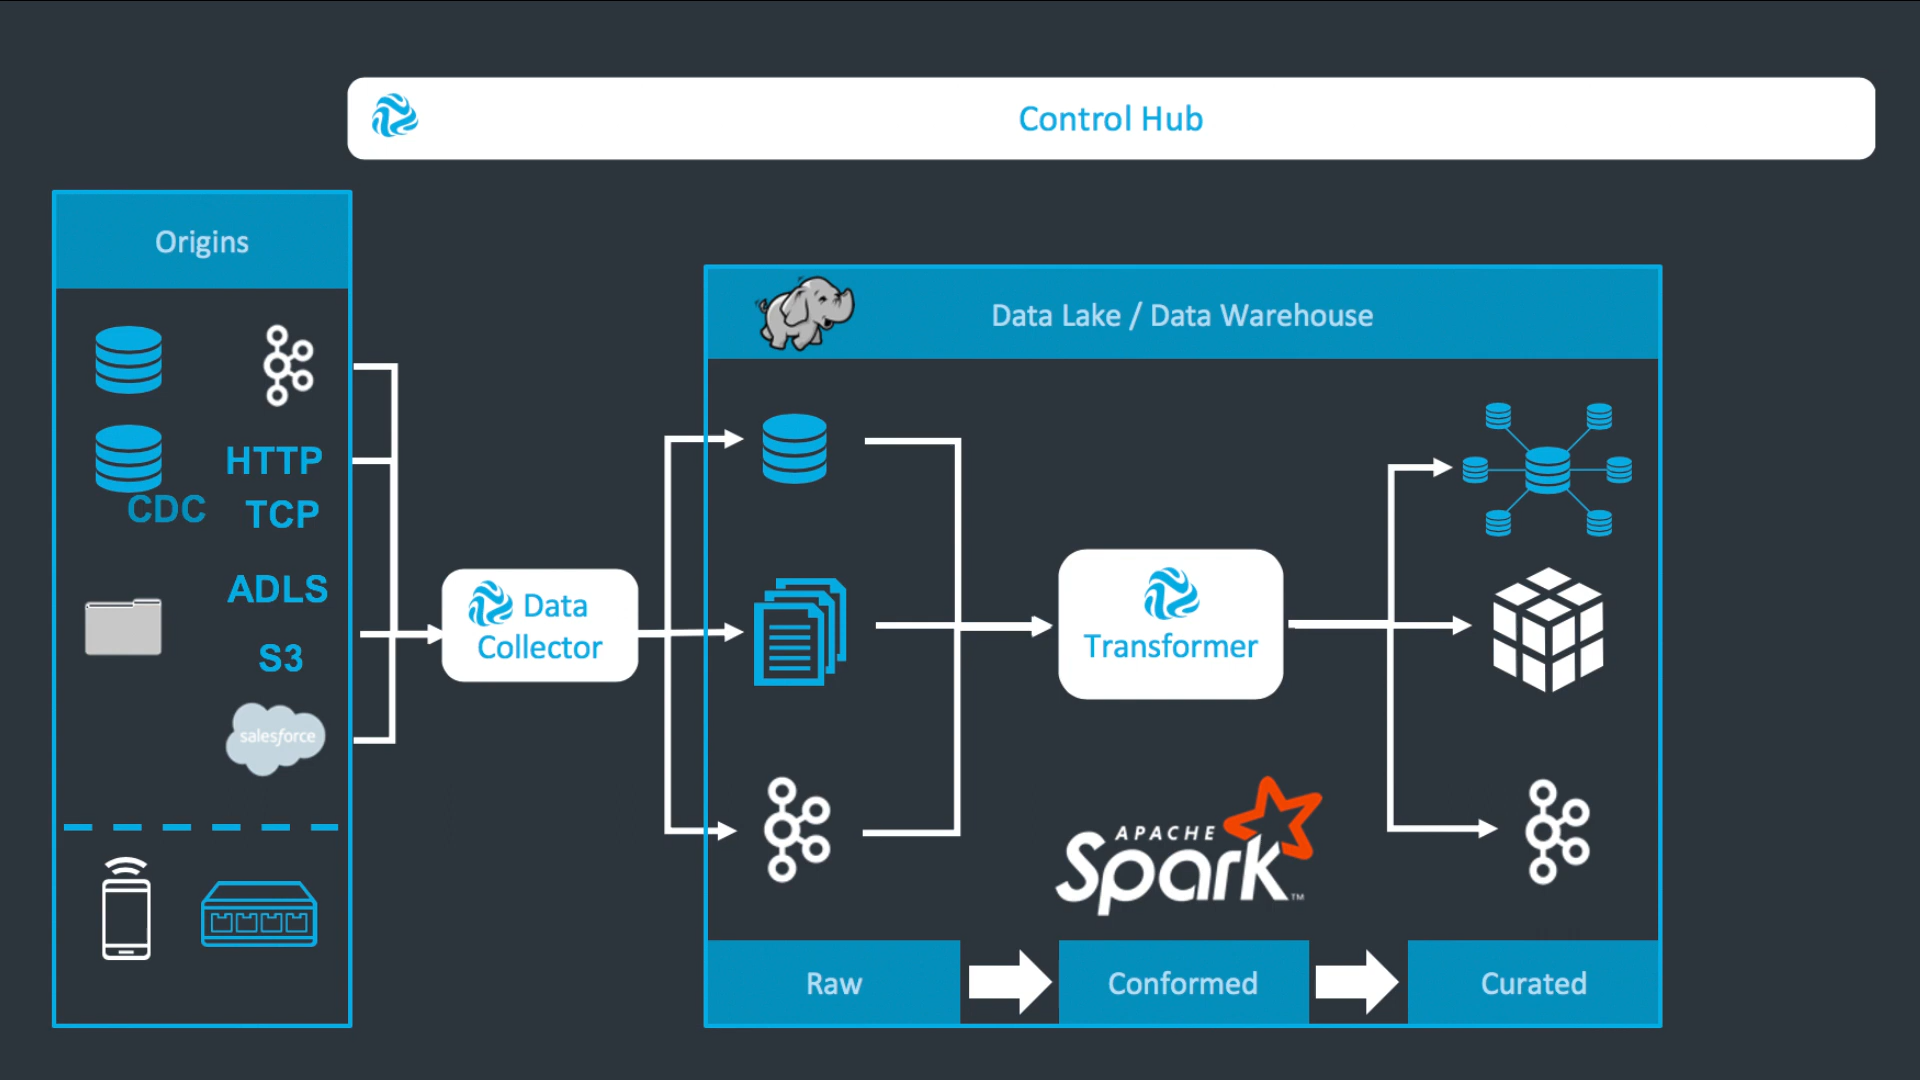 Control Hub
Origins
HTTP
CDC
TCP
ADLS
S3
salesforce
Data
Collector
Data Lake / Data Warehouse
Transformer
APACHE
Spark™
Raw
Conformed
Curated